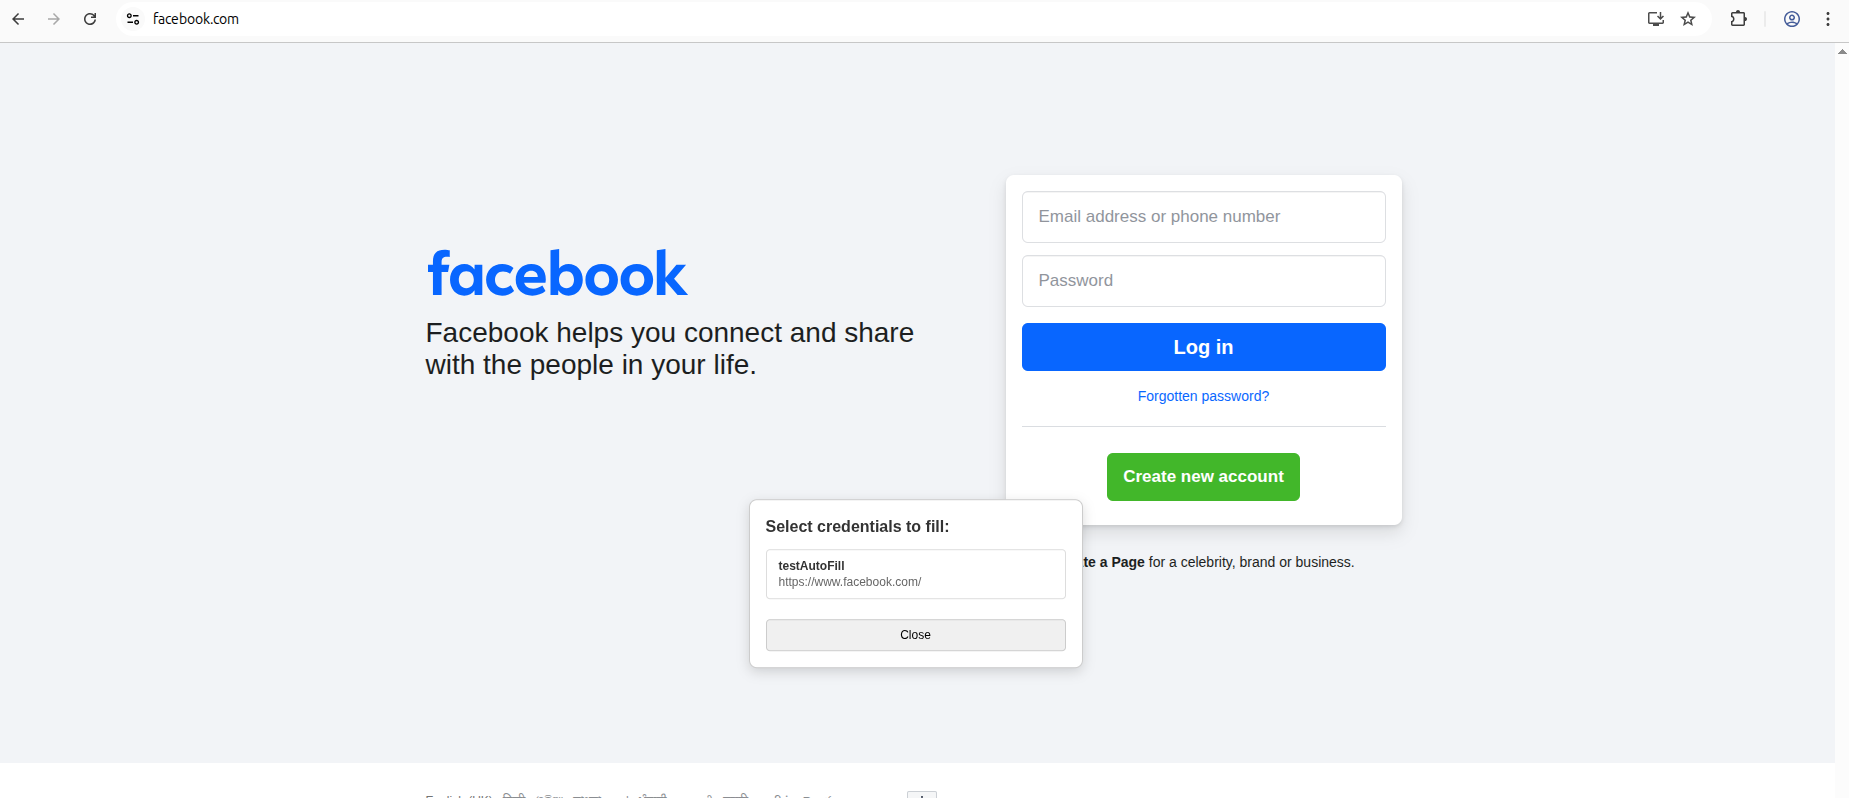 facebook.com
facebook
Facebook helps you connect and share
with the people in your life.
Email address or phone number
Password
Log in
Forgotten password?
Create new account
Select credentials to fill:
testAutoFill
https://www.facebook.com/
Close
te a Page for a celebrity, brand or business.